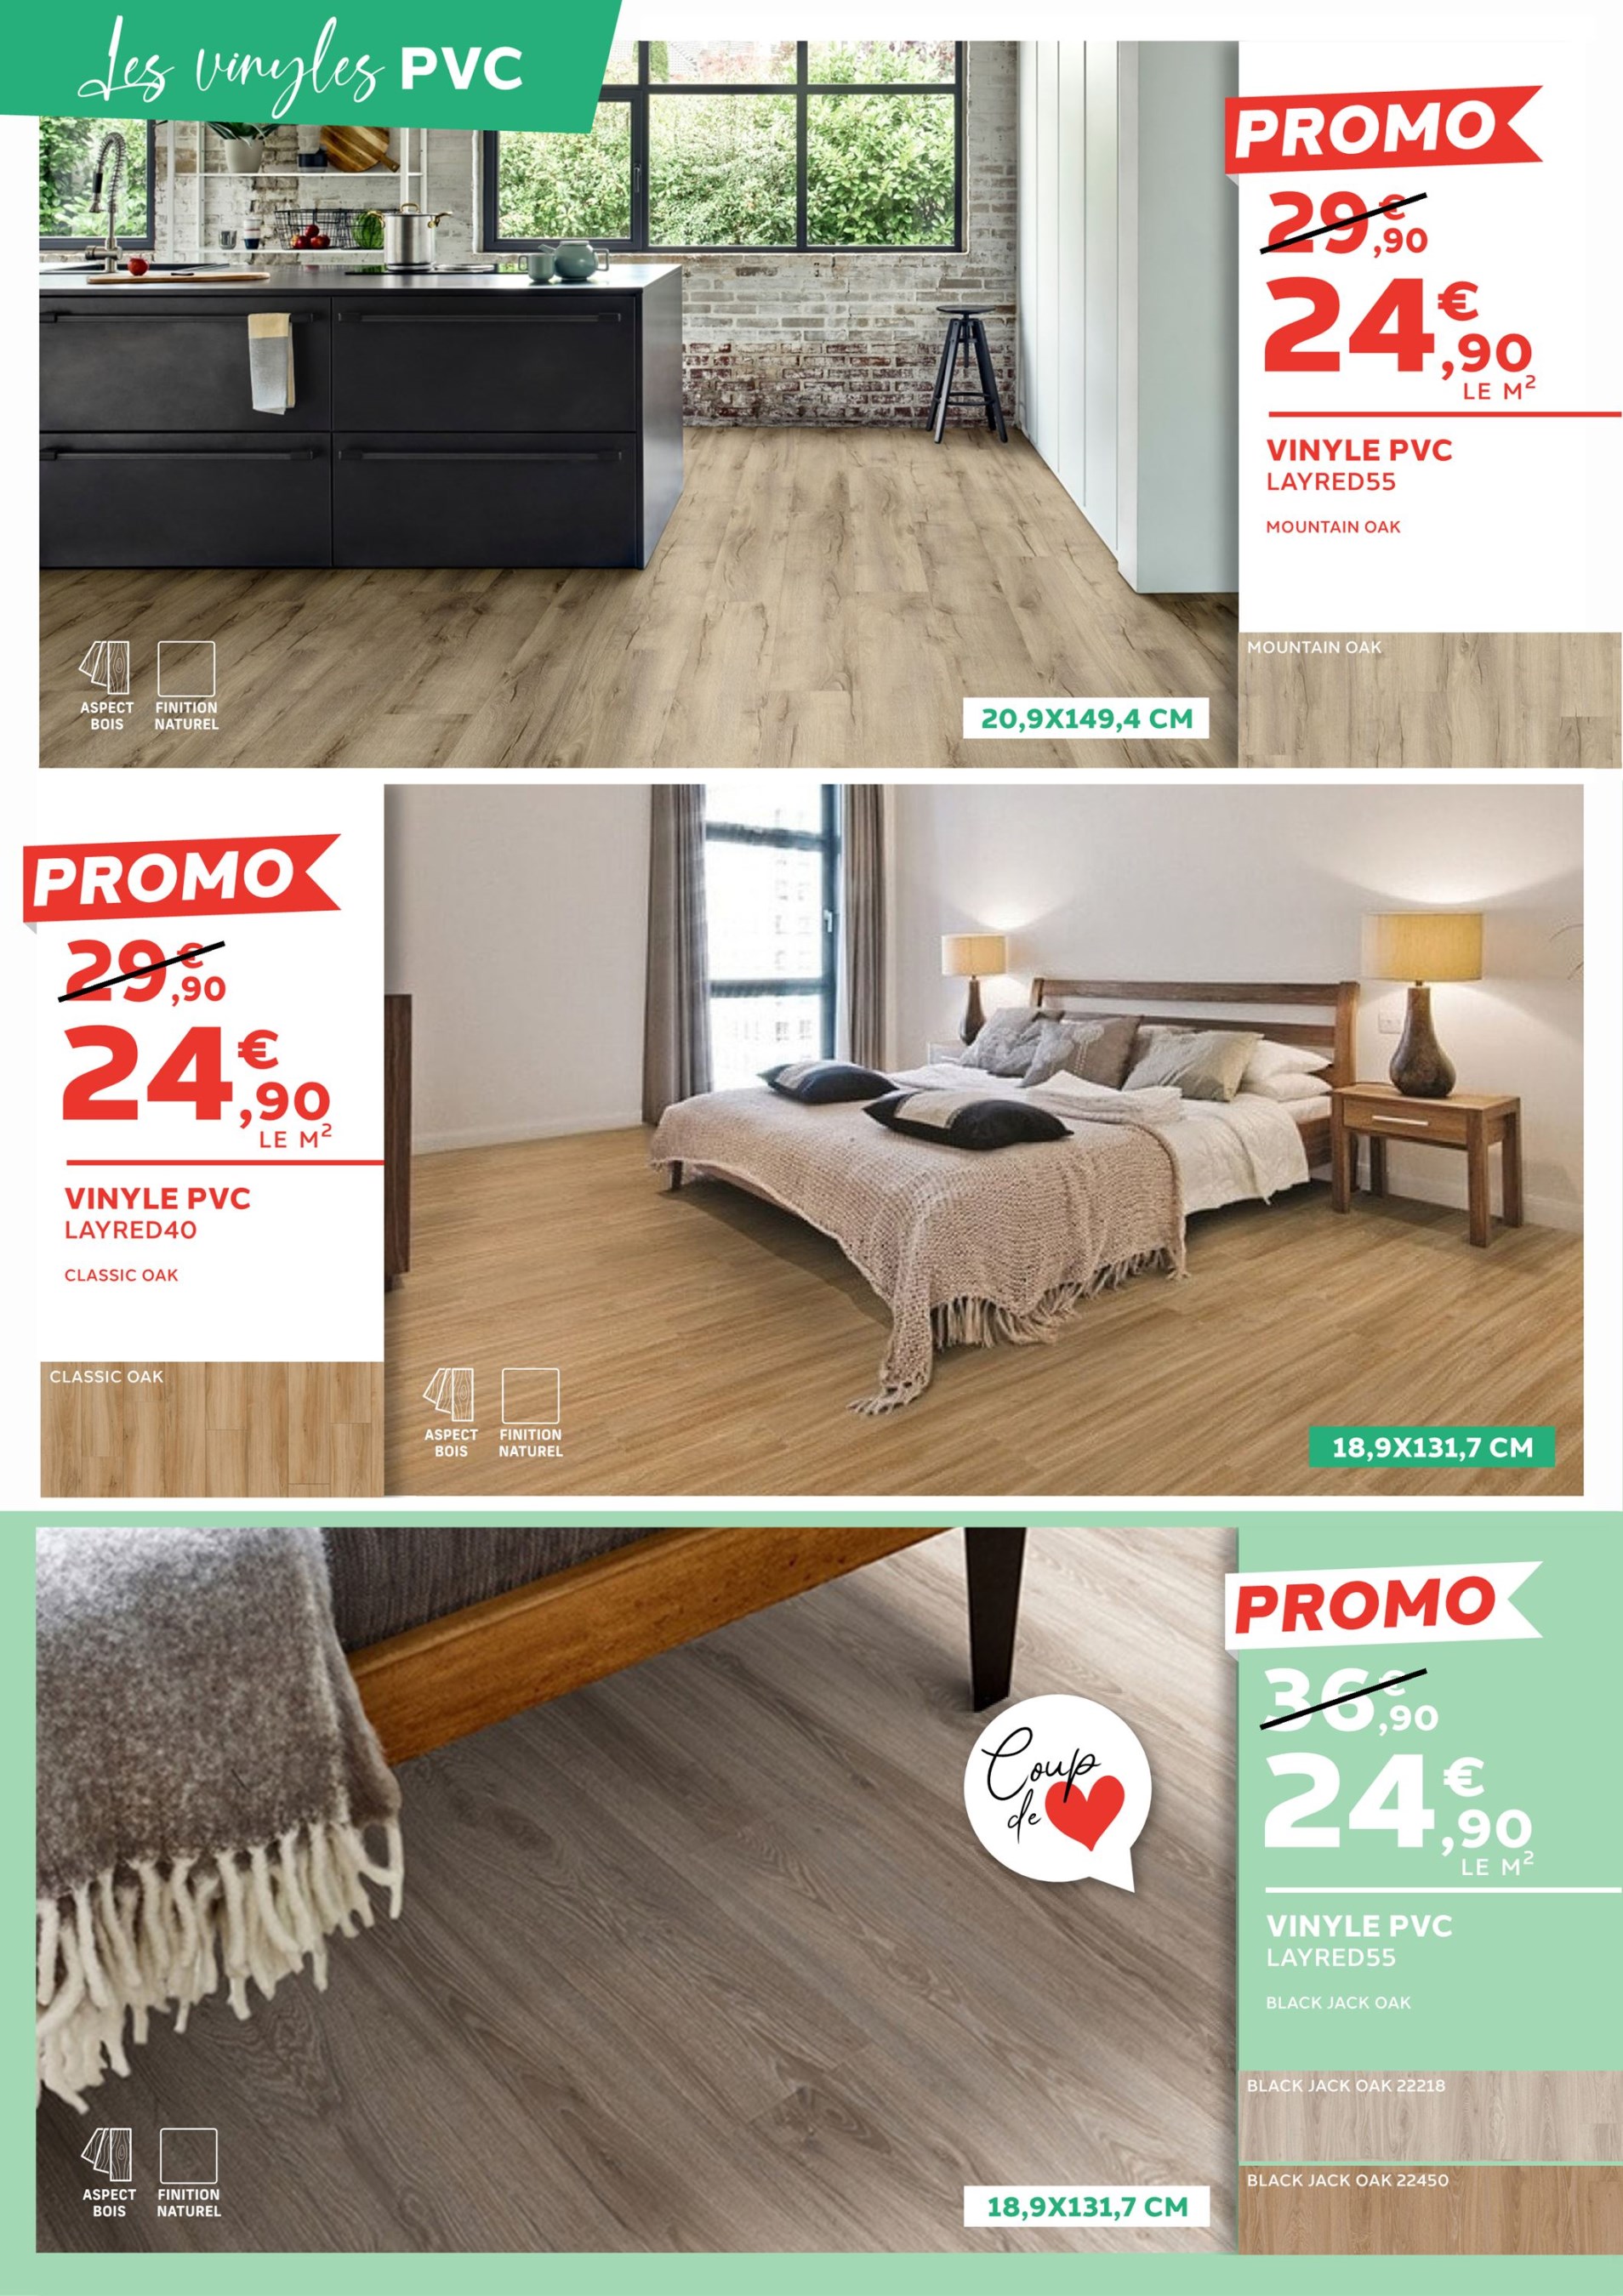 Les vinyles PVC
PROMO
29€,90
24€,90
LE M²
VINYLE PVC
LAYRED55
MOUNTAIN OAK
MOUNTAIN OAK
ASPECT BOIS
FINITION NATUREL
20,9X149,4 CM
PROMO
29€,90
24€,90
LE M²
VINYLE PVC
LAYRED40
CLASSIC OAK
CLASSIC OAK
ASPECT BOIS
FINITION NATUREL
18,9X131,7 CM
PROMO
36€,90
24€,90
LE M²
VINYLE PVC
LAYRED55
BLACK JACK OAK
Coup
de
BLACK JACK OAK 22218
BLACK JACK OAK 22450
ASPECT BOIS
FINITION NATUREL
18,9X131,7 CM